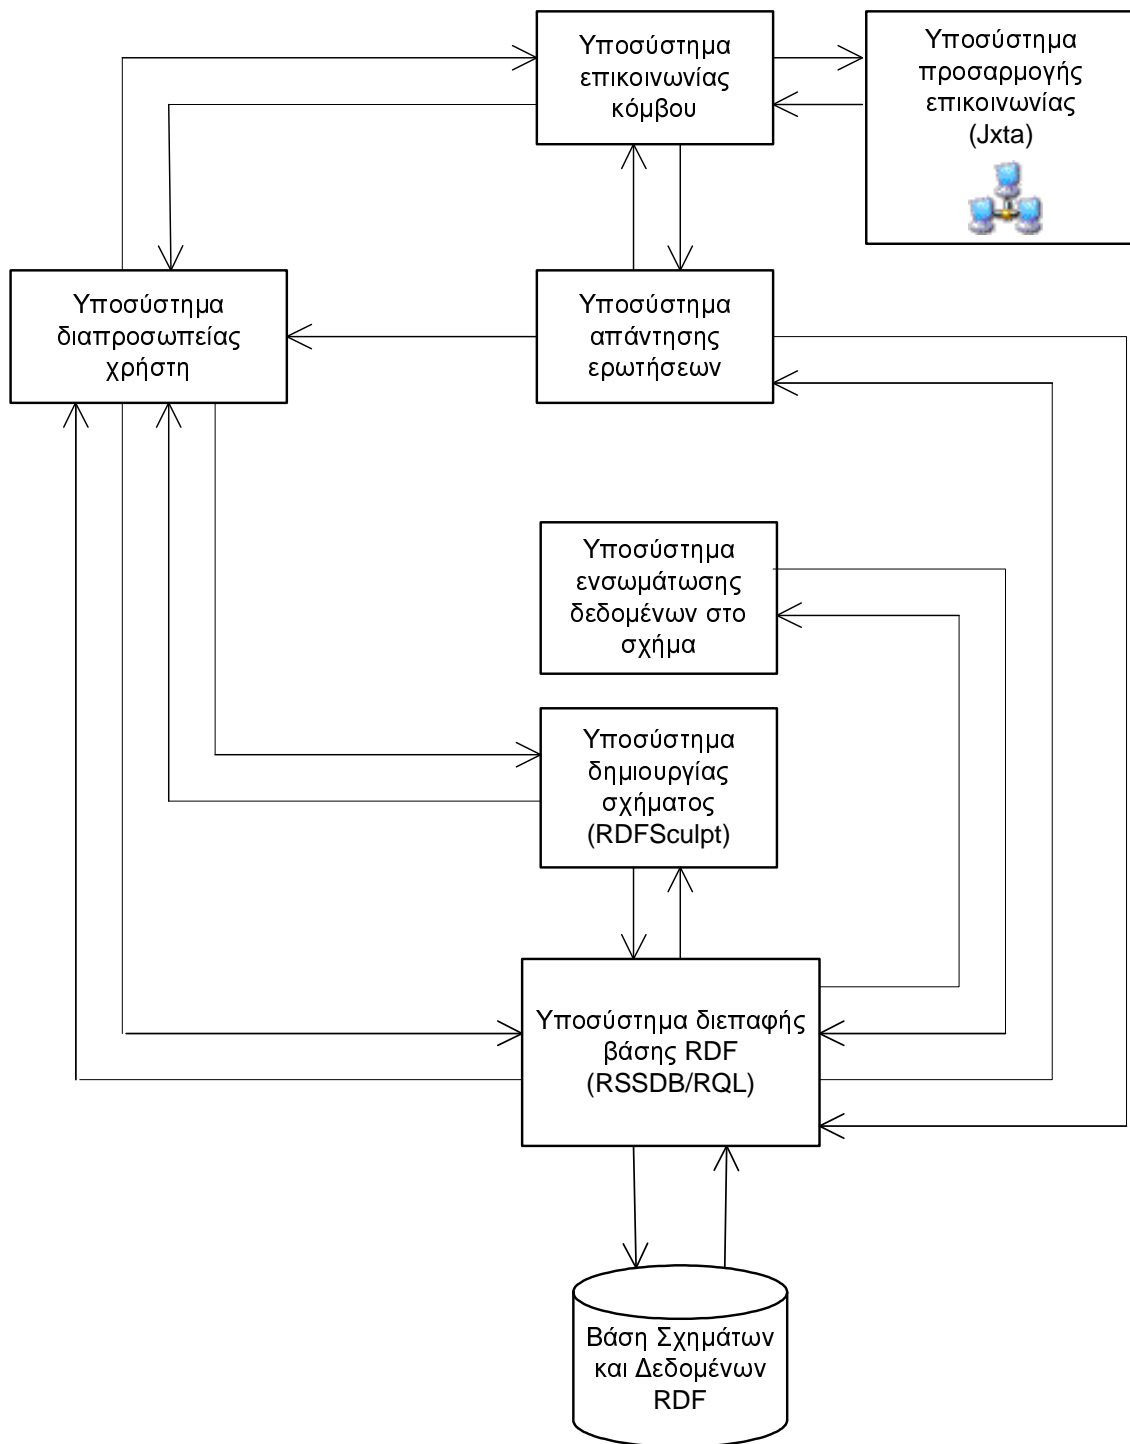 Υποσύστημα
επικοινωνίας
κόμβου
Υποσύστημα
προσαρμογής
επικοινωνίας
(Jxta)
Υποσύστημα
διαπροσωπείας
χρήστη
Υποσύστημα
απάντησης
ερωτήσεων
Υποσύστημα
ενσωμάτωσης
δεδομένων στο
σχήμα
Υποσύστημα
δημιουργίας
σχήματος
(RDFSculpt)
Υποσύστημα διεπαφής
βάσης RDF
(RSSDB/RQL)
Βάση Σχημάτων
και Δεδομένων
RDF